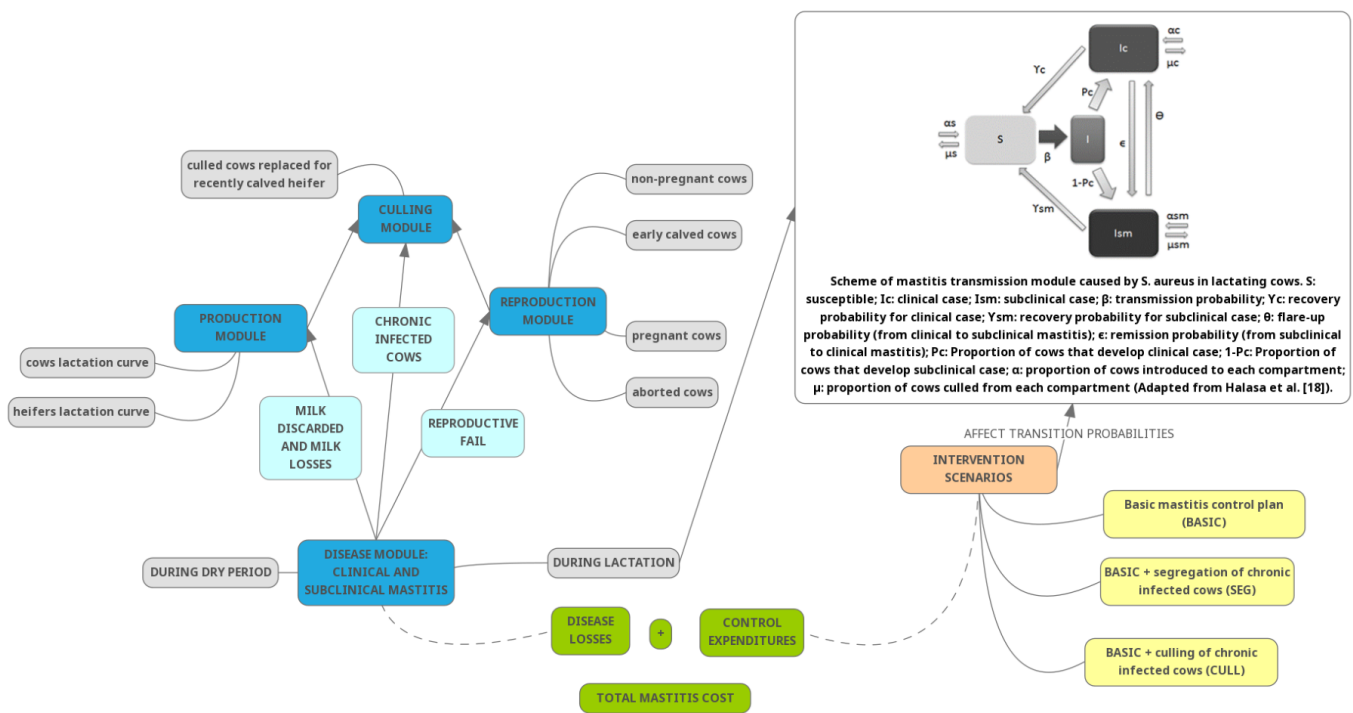 αc
Ic
μc
ϒc
Pc
θ
αs
S
I
μs
β
ϵ
1-Pc
ϒsm
αsm
Ism
μsm
Scheme of mastitis transmission module caused by S. aureus in lactating cows. S:
susceptible; Ic: clinical case; Ism: subclinical case; β: transmission probability; ϒc: recovery
probability for clinical case; ϒsm: recovery probability for subclinical case; θ: flare-up
probability (from clinical to subclinical mastitis); ϵ: remission probability (from subclinical
to clinical mastitis); Pc: Proportion of cows that develop clinical case; 1-Pc: Proportion of
cows that develop subclinical case; α: proportion of cows introduced to each compartment;
μ: proportion of cows culled from each compartment (Adapted from Halasa et al. [18]).
culled cows replaced for
recently calved heifer
CULLING
MODULE
non-pregnant cows
early calved cows
REPRODUCTION
MODULE
pregnant cows
aborted cows
PRODUCTION
MODULE
cows lactation curve
heifers lactation curve
CHRONIC
INFECTED
COWS
MILK
DISCARDED
AND MILK
LOSSES
REPRODUCTIVE
FAIL
DURING DRY PERIOD
DISEASE MODULE:
CLINICAL AND
SUBCLINICAL MASTITIS
DURING LACTATION
AFFECT TRANSITION PROBABILITIES
INTERVENTION
SCENARIOS
Basic mastitis control plan
(BASIC)
BASIC + segregation of chronic
infected cows (SEG)
BASIC + culling of chronic
infected cows (CULL)
DISEASE
LOSSES
+
CONTROL
EXPENDITURES
TOTAL MASTITIS COST